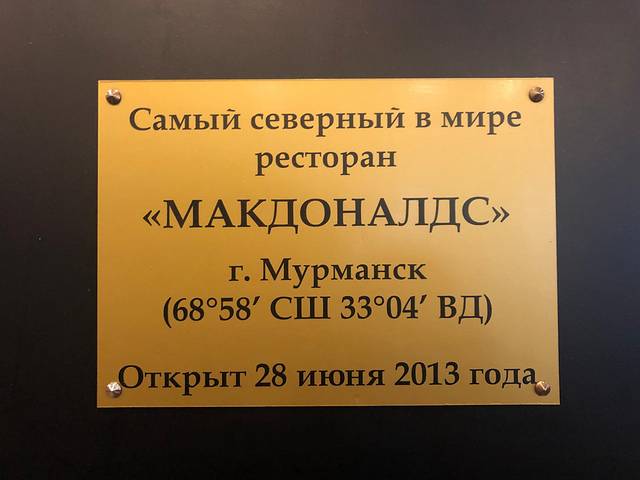 Самый северный в мире
ресторан
«МАКДОНАЛДС»
г. Мурманск
(68°58’ СШ 33°04’ ВД)
Открыт 28 июня 2013 года